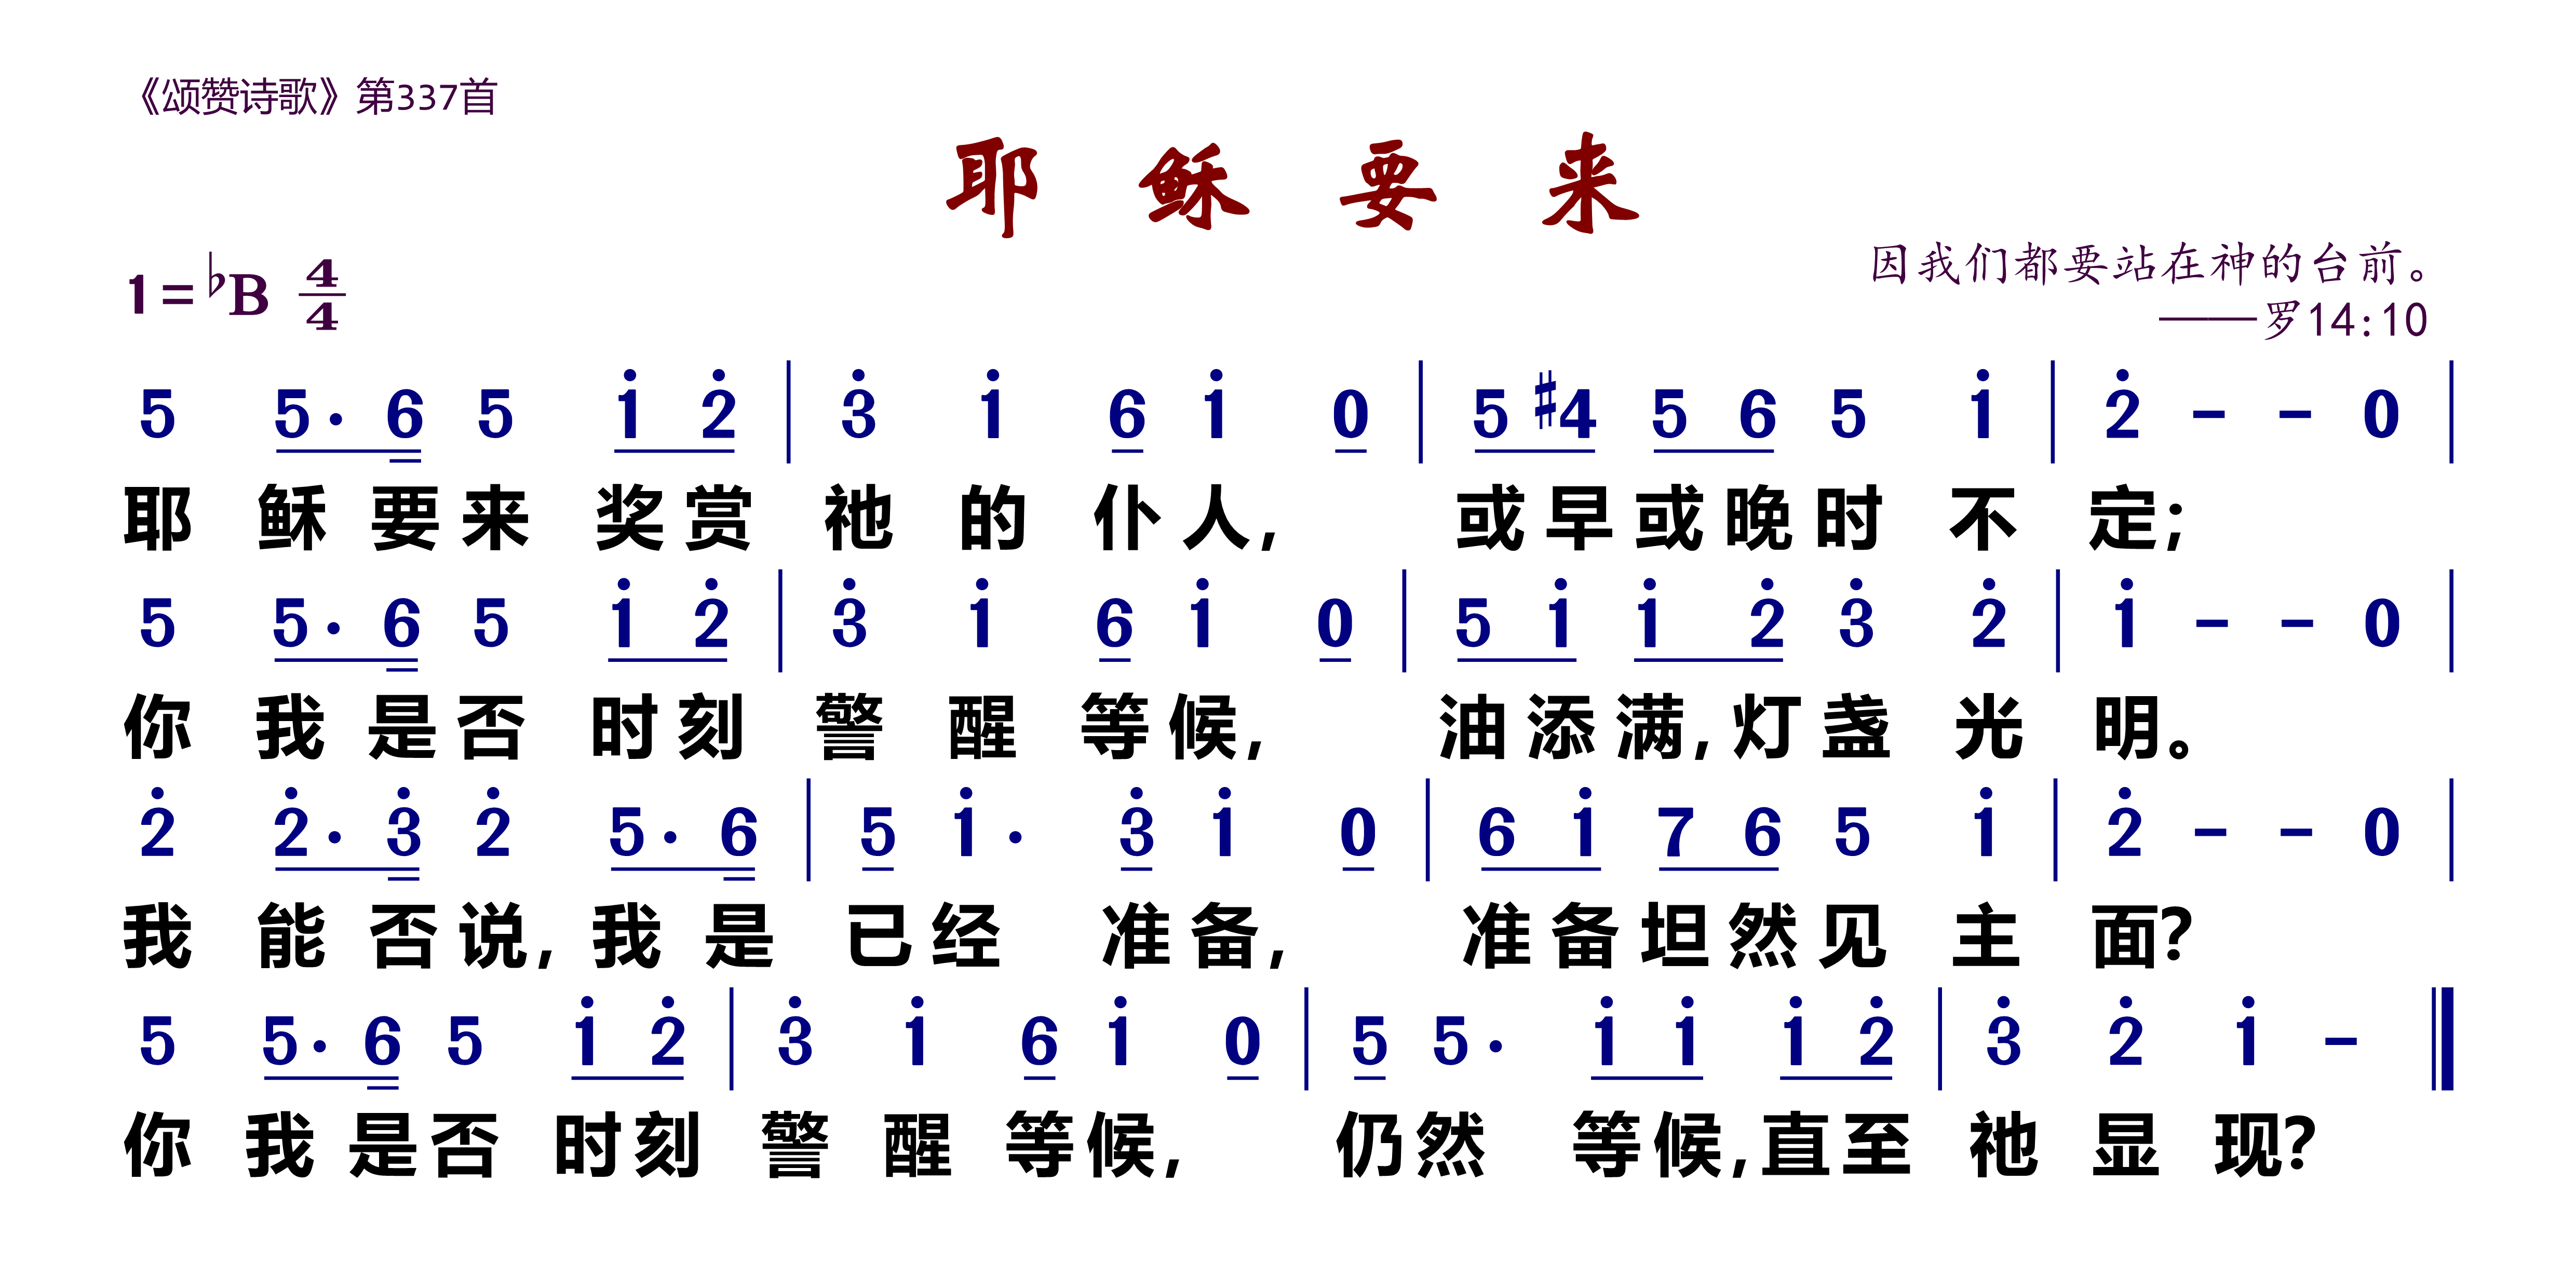 《颂赞诗歌》第337首
耶稣要来
因我们都要站在神的台前。
1=♭B 4/4
——罗14:10
5 5· 6 5 i 2̇ | 3̇ i 6 i 0 | 5 #4 5 6 5 i | 2̇ - - 0 |
耶稣要来奖赏祂的仆人, 或早或晚时不定;
5 5· 6 5 i 2̇ | 3̇ i 6 i 0 | 5 i i 2̇ 3̇ 2̇ | i - - 0 |
你我是否时刻警醒等候, 油添满,灯盏光明。
2̇ 2̇· 3̇ 2̇ 5· 6 | 5 i· 3̇ i 0 | 6 i 7 6 5 i | 2̇ - - 0 |
我能否说,我是已经准备, 准备坦然见主面?
5 5· 6 5 i 2̇ | 3̇ i 6 i 0 | 5 5· i i i 2̇ | 3̇ 2̇ i - ‖
你我是否时刻警醒等候, 仍然等候,直至祂显现?